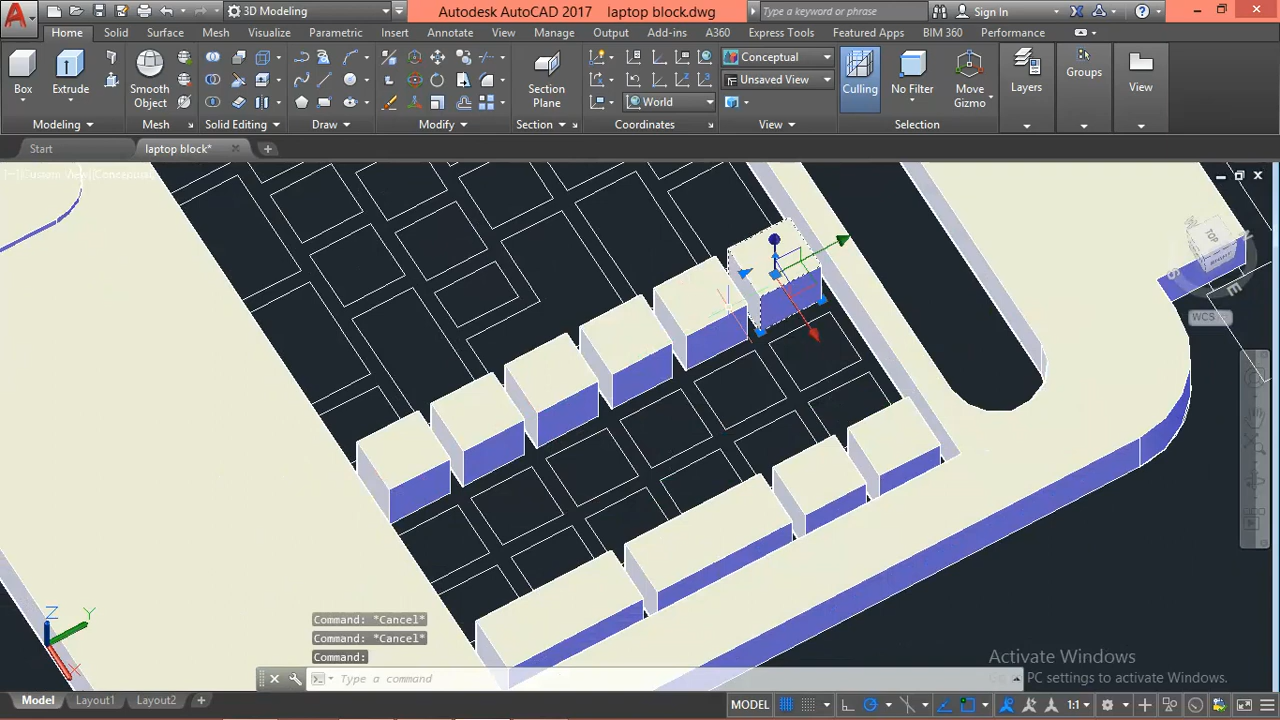 Autodesk AutoCAD 2017 laptop block.dwg
3D Modeling
Type a keyword or phrase
Sign In
Home Solid Surface Mesh Visualize Parametric Insert Annotate View Manage Output Add-ins A360 Express Tools Featured Apps BIM 360 Performance
Box
Extrude
Smooth Object
Section Plane
World
Conceptual
Unsaved View
Culling
No Filter
Move Gizmo
Layers
Groups
View
Modeling Mesh Solid Editing Draw Modify Section Coordinates View Selection
Start
laptop block*
TOP
S
E
WCS
Z
Y
X
Command: *Cancel*
Command: *Cancel*
Command:
Type a command
Activate Windows
PC settings to activate Windows.
Model Layout1 Layout2
MODEL
1:1